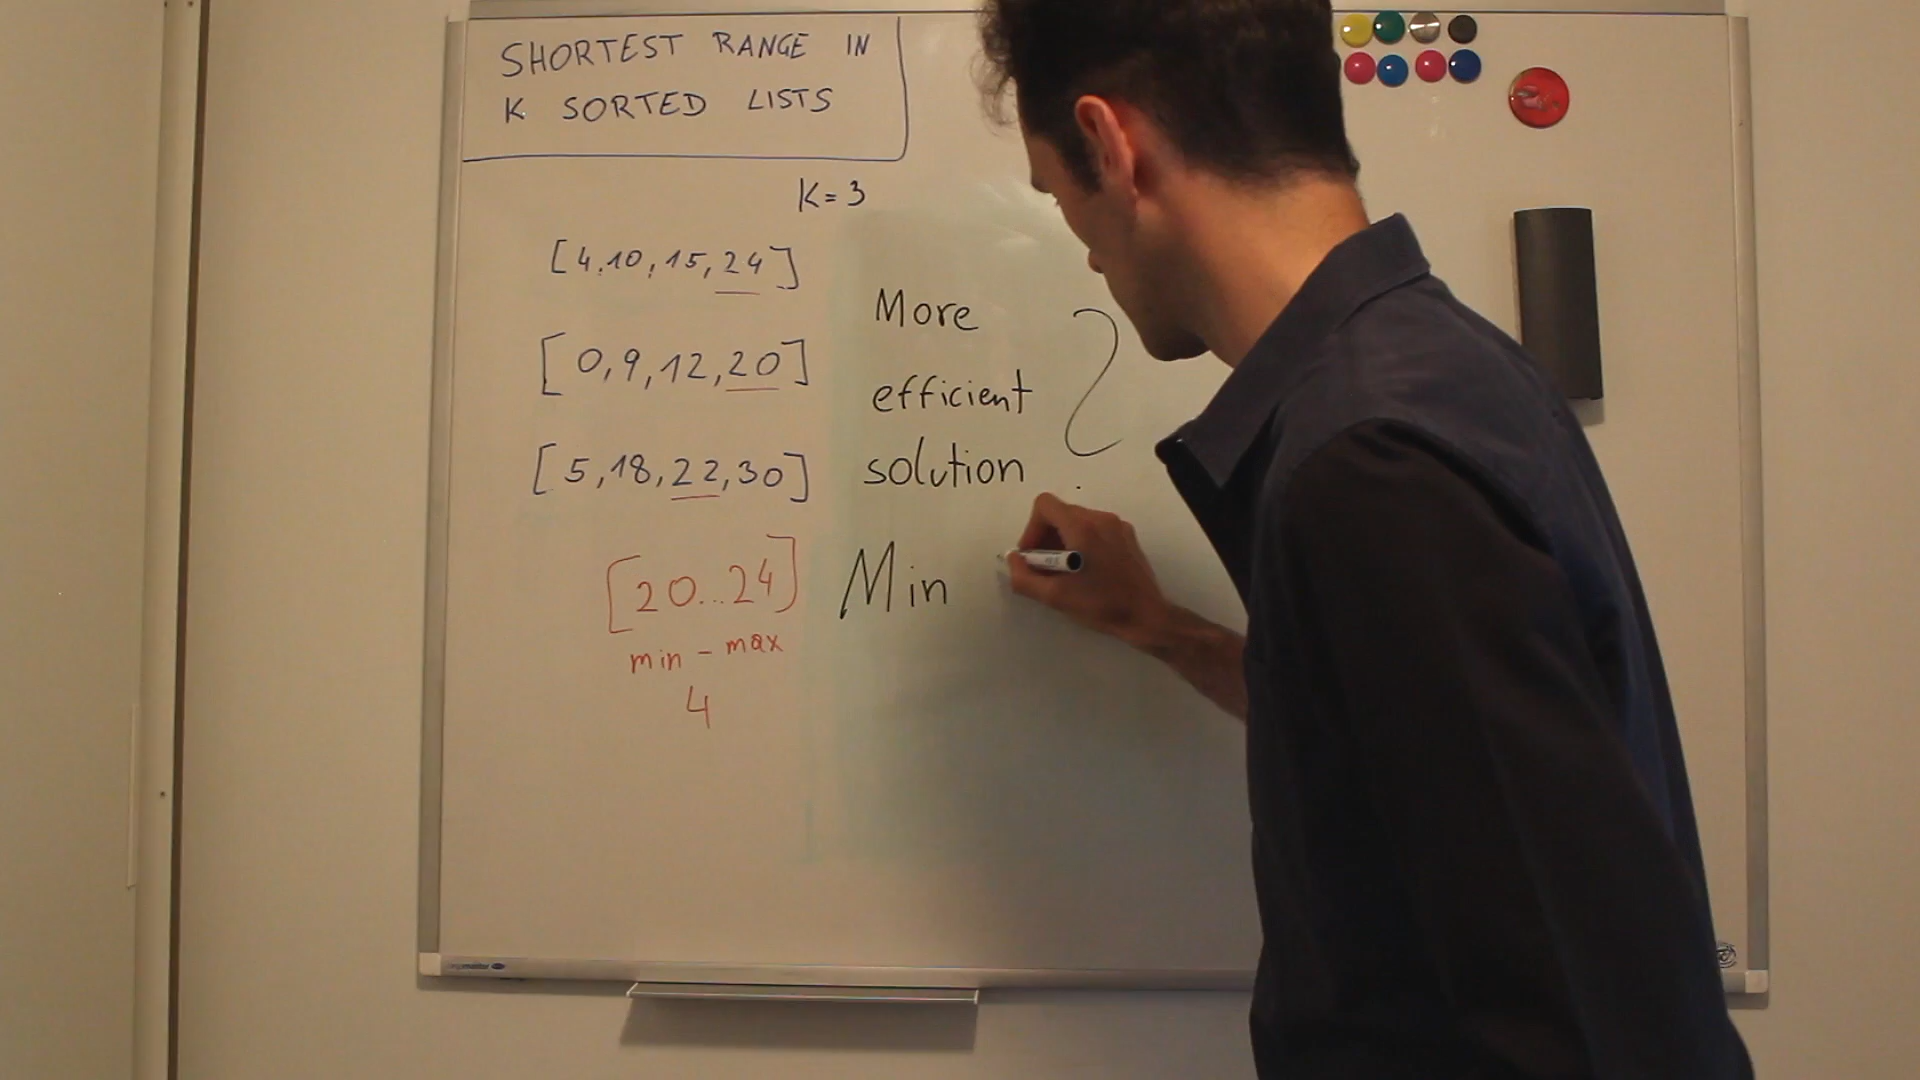 SHORTEST RANGE IN
K SORTED LISTS
K=3
[4,10,15,24]
[0,9,12,20]
[5,18,22,30]
[20..24]
min - max
4
More
efficient
solution
?
Min